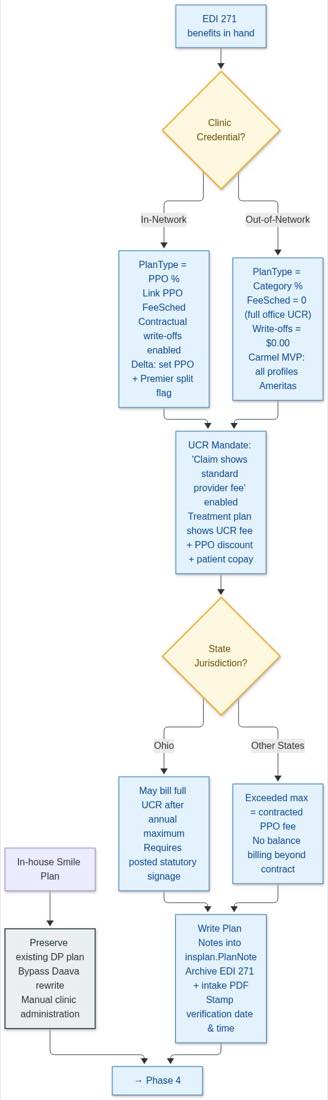 EDI 271
benefits in hand
Clinic
Credential?
In-Network
Out-of-Network
PlanType =
PPO %
Link PPO
FeeSched
Contractual
write-offs
enabled
Delta: set PPO
+ Premier split
flag
PlanType =
Category %
FeeSched = 0
(full office UCR)
Write-offs =
$0.00
Carmel MVP:
all profiles
Ameritas
UCR Mandate:
'Claim shows
standard
provider fee'
enabled
Treatment plan
shows UCR fee
+ PPO discount
+ patient copay
State
Jurisdiction?
Ohio
Other States
May bill full
UCR after
annual
maximum
Requires
posted statutory
signage
Exceeded max
= contracted
PPO fee
No balance
billing beyond
contract
In-house Smile
Plan
Preserve
existing DP plan
Bypass Daava
rewrite
Manual clinic
administration
Write Plan
Notes into
insplan.PlanNote
Archive EDI 271
+ intake PDF
Stamp
verification date
& time
→ Phase 4